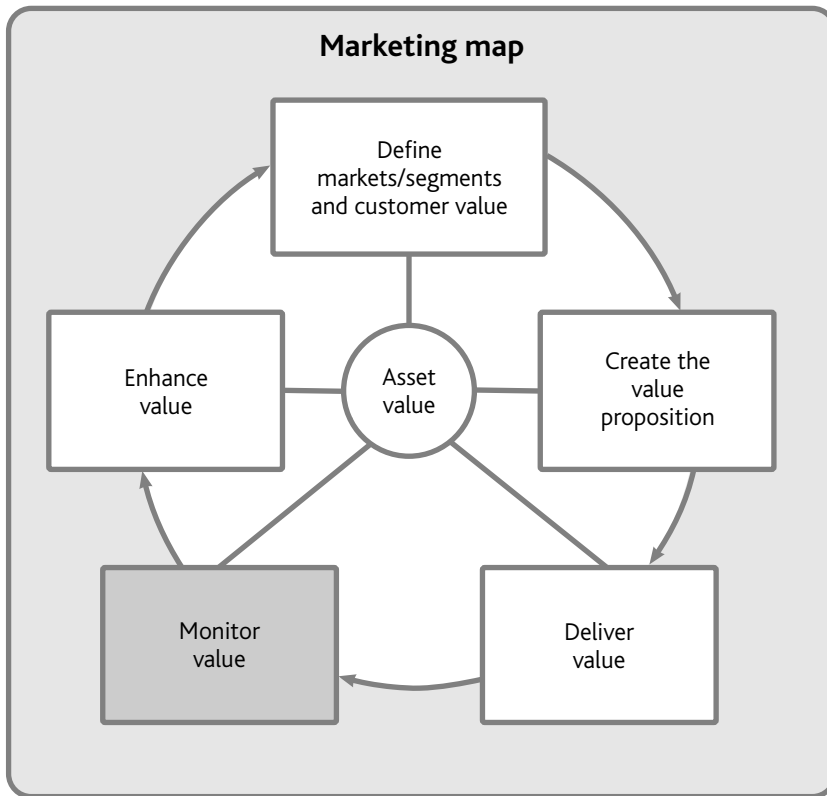 Marketing map
Define
markets/segments
and customer value
Enhance
value
Asset
value
Create the
value
proposition
Monitor
value
Deliver
value